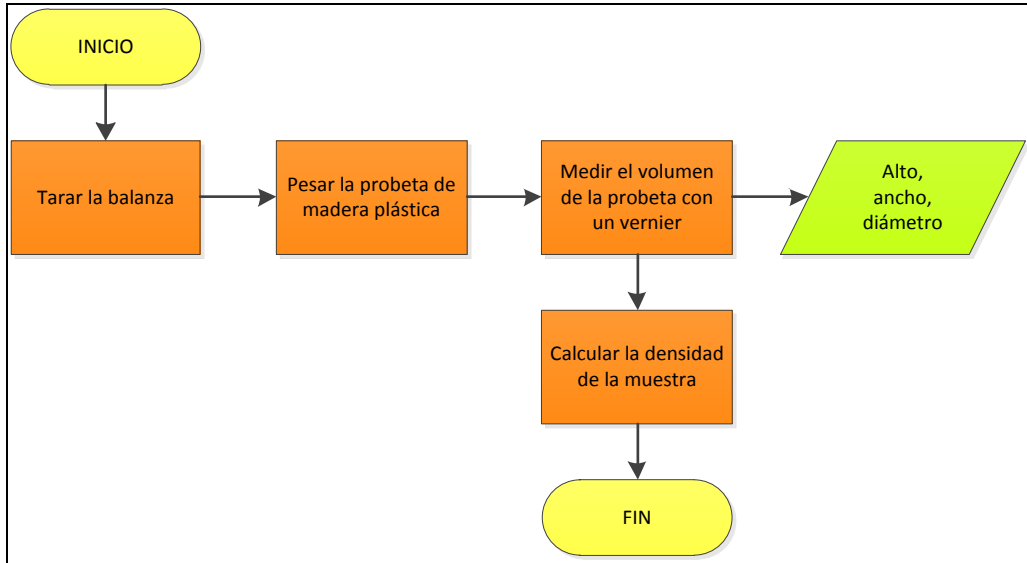 INICIO
Tarar la balanza
Pesar la probeta de
madera plástica
Medir el volumen
de la probeta con
un vernier
Alto,
ancho,
diámetro
Calcular la densidad
de la muestra
FIN